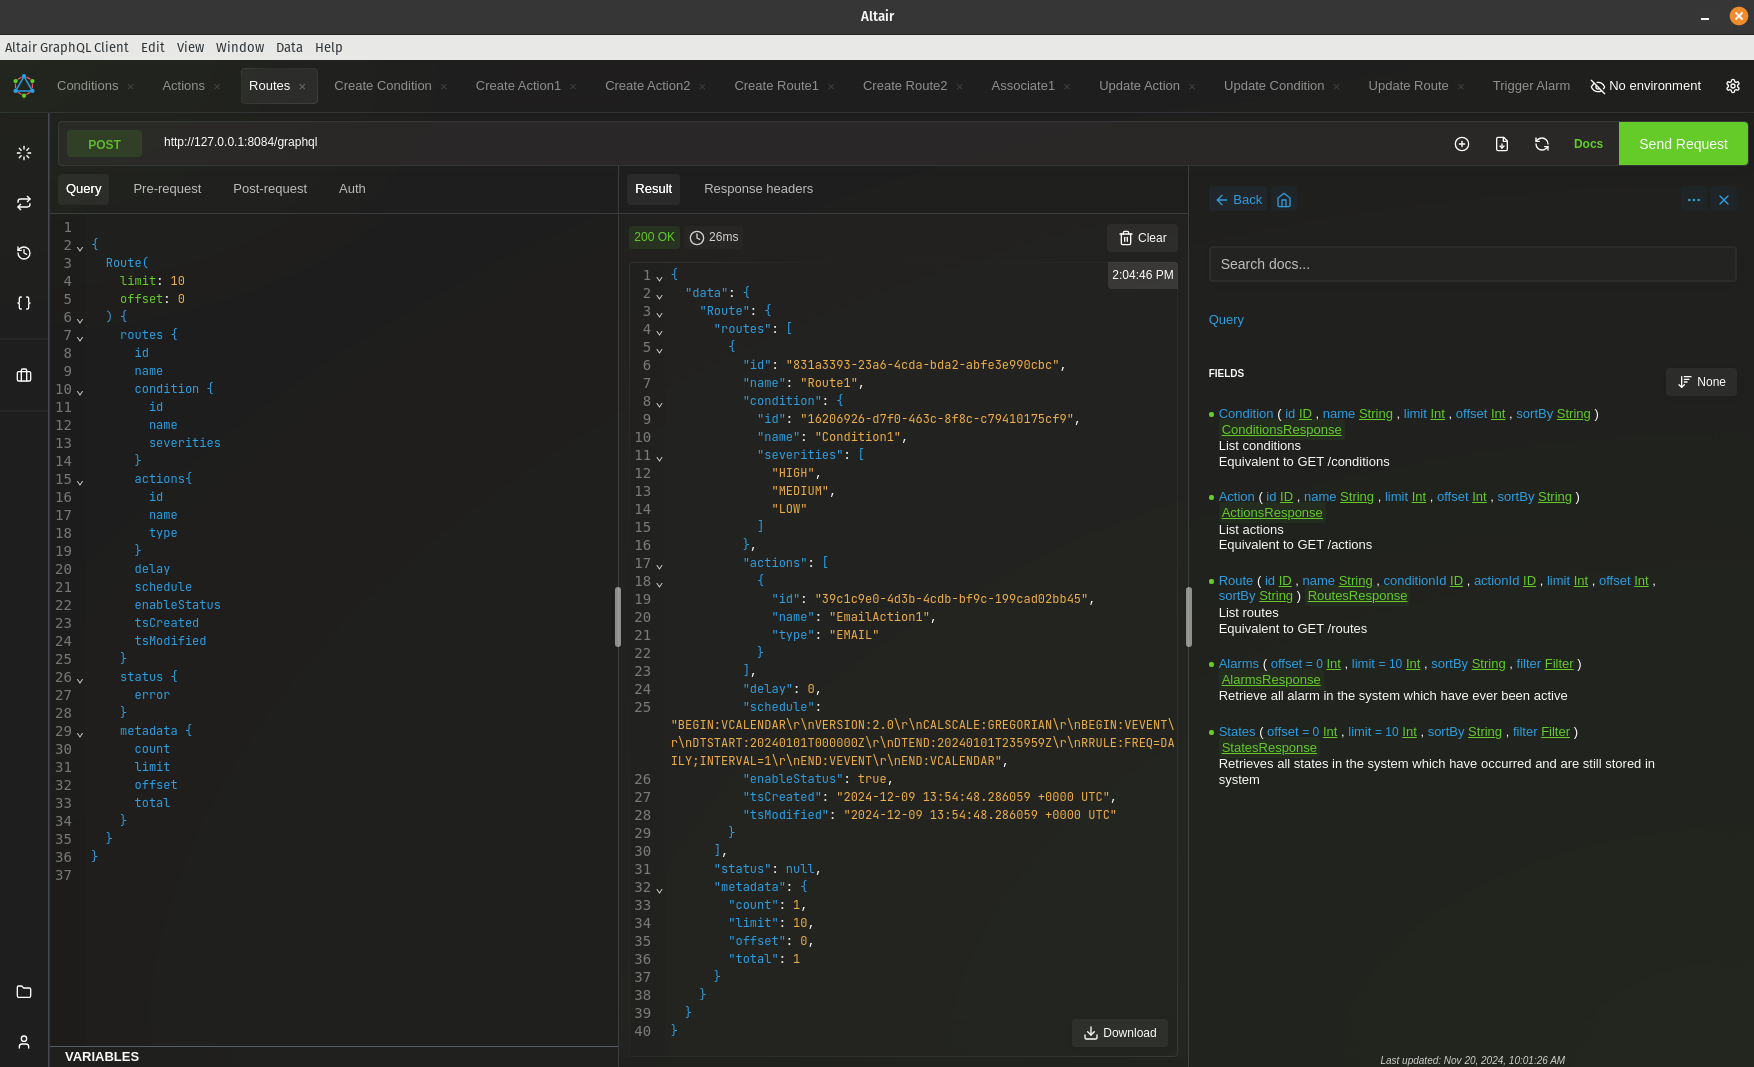 Altair
Altair GraphQL Client Edit View Window Data Help
Conditions × Actions × Routes × Create Condition × Create Action1 × Create Action2 × Create Route1 × Create Route2 × Associate1 × Update Action × Update Condition × Update Route × Trigger Alarm No environment
POST http://127.0.0.1:8084/graphql Docs Send Request
Query Pre-request Post-request Auth
1
2 {
3 Route(
4 limit: 10
5 offset: 0
6 ) {
7 routes {
8 id
9 name
10 condition {
11 id
12 name
13 severities
14 }
15 actions{
16 id
17 name
18 type
19 }
20 delay
21 schedule
22 enableStatus
23 tsCreated
24 tsModified
25 }
26 status {
27 error
28 }
29 metadata {
30 count
31 limit
32 offset
33 total
34 }
35 }
36 }
37
VARIABLES
Result Response headers
200 OK 26ms Clear
2:04:46 PM
1 {
2 "data": {
3 "Route": {
4 "routes": [
5 {
6 "id": "831a3393-23a6-4cda-bda2-abfe3e990cbc",
7 "name": "Route1",
8 "condition": {
9 "id": "16206926-d7f0-463c-8f8c-c79410175cf9",
10 "name": "Condition1",
11 "severities": [
12 "HIGH",
13 "MEDIUM",
14 "LOW"
15 ]
16 },
17 "actions": [
18 {
19 "id": "39c1c9e0-4d3b-4cdb-bf9c-199cad02bb45",
20 "name": "EmailAction1",
21 "type": "EMAIL"
22 }
23 ],
24 "delay": 0,
25 "schedule":
"BEGIN:VCALENDAR\r\nVERSION:2.0\r\nCALSCALE:GREGORIAN\r\nBEGIN:VEVENT\
r\nDTSTART:20240101T000000Z\r\nDTEND:20240101T235959Z\r\nRRULE:FREQ=DA
ILY;INTERVAL=1\r\nEND:VEVENT\r\nEND:VCALENDAR",
26 "enableStatus": true,
27 "tsCreated": "2024-12-09 13:54:48.286059 +0000 UTC",
28 "tsModified": "2024-12-09 13:54:48.286059 +0000 UTC"
29 }
30 ],
31 "status": null,
32 "metadata": {
33 "count": 1,
34 "limit": 10,
35 "offset": 0,
36 "total": 1
37 }
38 }
39 }
40 }
Download
Back
Search docs...
Query
FIELDS
None
Condition ( id ID , name String , limit Int , offset Int , sortBy String )
ConditionsResponse
List conditions
Equivalent to GET /conditions
Action ( id ID , name String , limit Int , offset Int , sortBy String )
ActionsResponse
List actions
Equivalent to GET /actions
Route ( id ID , name String , conditionId ID , actionId ID , limit Int , offset Int ,
sortBy String ) RoutesResponse
List routes
Equivalent to GET /routes
Alarms ( offset = 0 Int , limit = 10 Int , sortBy String , filter Filter )
AlarmsResponse
Retrieve all alarm in the system which have ever been active
States ( offset = 0 Int , limit = 10 Int , sortBy String , filter Filter )
StatesResponse
Retrieves all states in the system which have occurred and are still stored in
system
Last updated: Nov 20, 2024, 10:01:26 AM